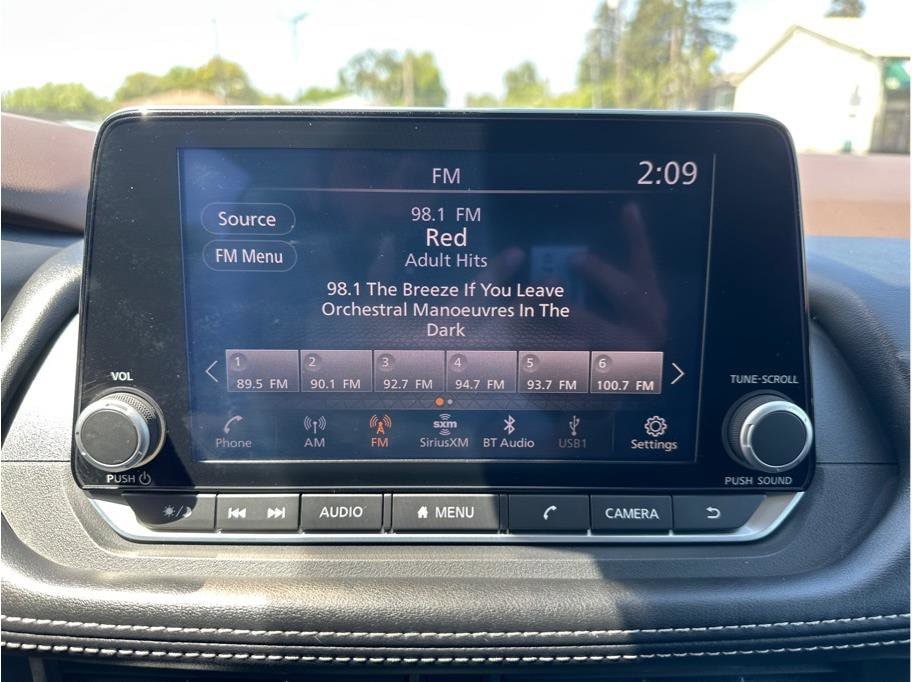 FM 2:09
Source
98.1 FM
Red
FM Menu
Adult Hits
98.1 The Breeze If You Leave
Orchestral Manoeuvres In The
Dark
1 2 3 4 5 6
89.5 FM 90.1 FM 92.7 FM 94.7 FM 93.7 FM 100.7 FM
sxm
Phone AM FM SiriusXM BT Audio USB1 Settings
VOL
PUSH
TUNE-SCROLL
PUSH SOUND
AUDIO MENU CAMERA